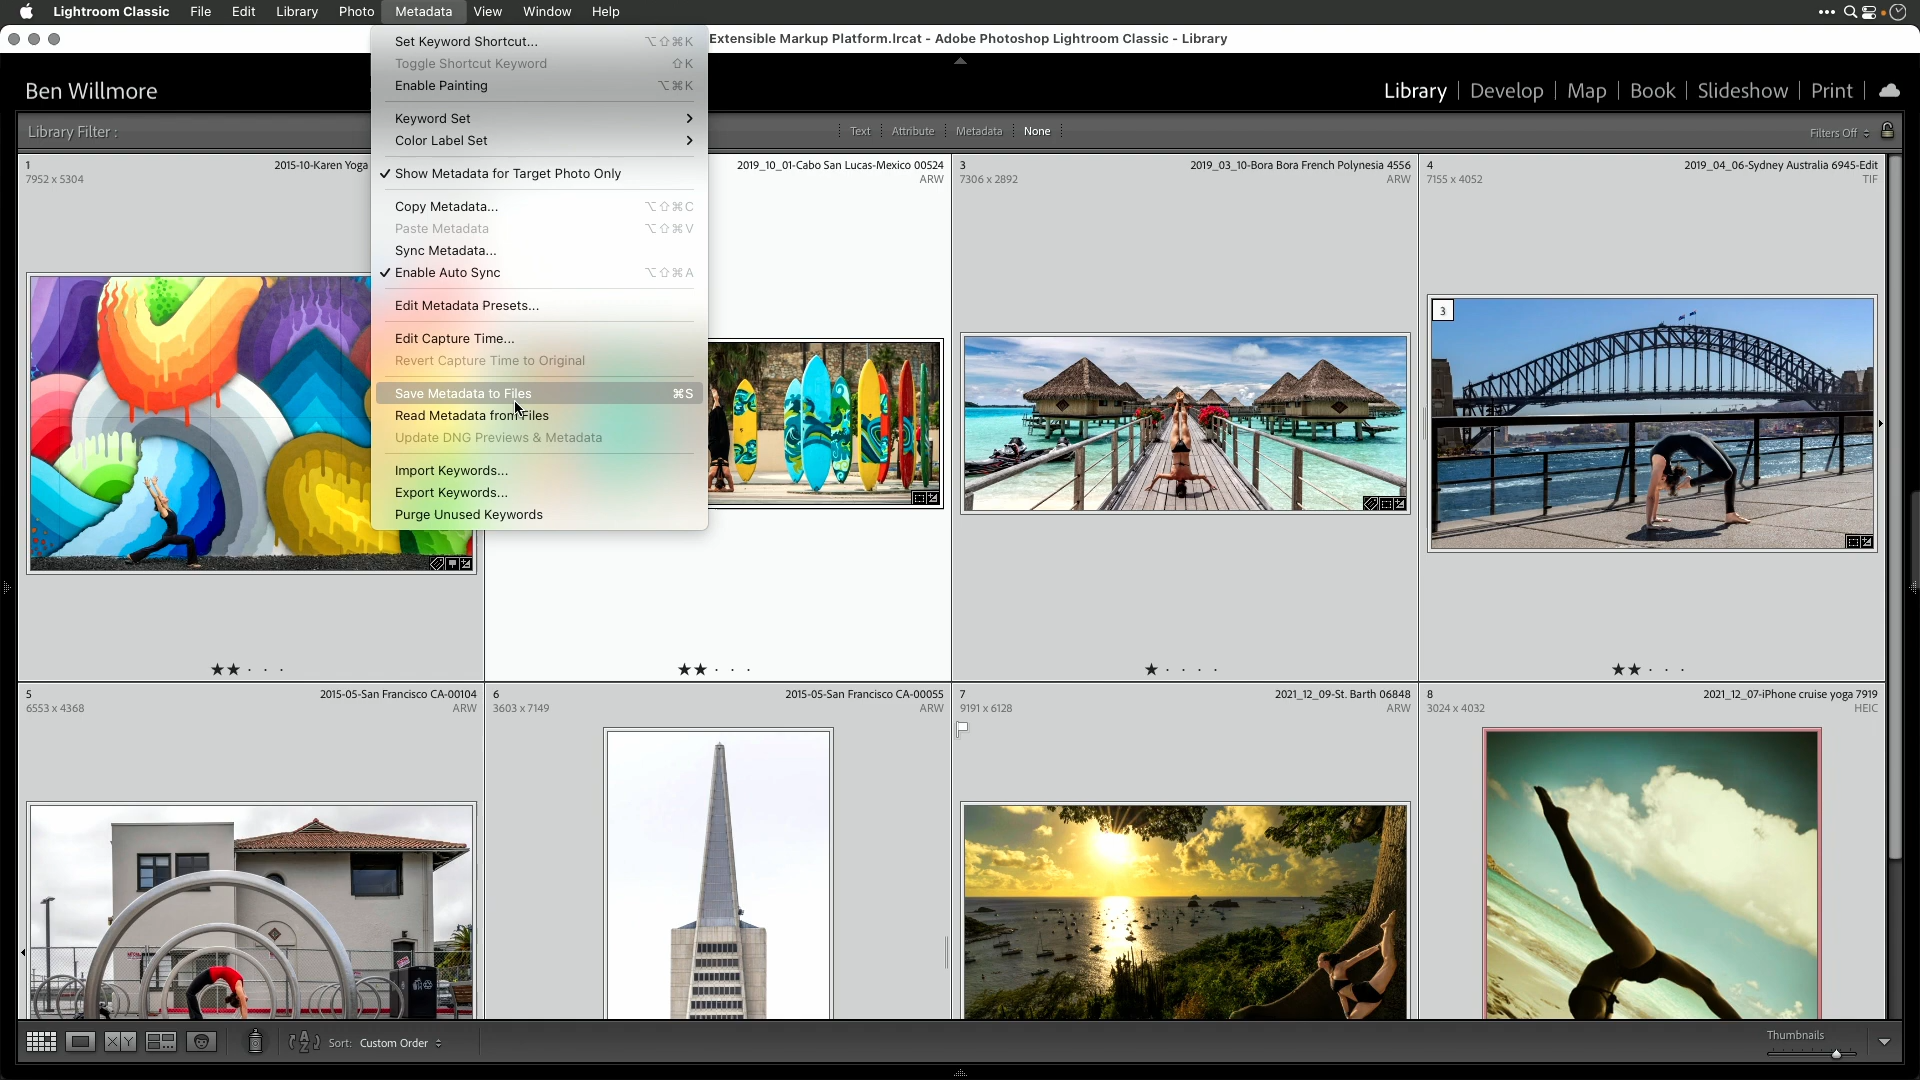 Lightroom Classic File Edit Library Photo Metadata View Window Help
Extensible Markup Platform.lrcat - Adobe Photoshop Lightroom Classic - Library
Set Keyword Shortcut... ⌥⇧⌘K
Toggle Shortcut Keyword ⇧K
Enable Painting ⌥⌘K
Keyword Set
Color Label Set
Show Metadata for Target Photo Only
Copy Metadata... ⌥⇧⌘C
Paste Metadata ⌥⇧⌘V
Sync Metadata...
Enable Auto Sync ⌥⇧⌘A
Edit Metadata Presets...
Edit Capture Time...
Revert Capture Time to Original
Save Metadata to Files ⌘S
Read Metadata from Files
Update DNG Previews & Metadata
Import Keywords...
Export Keywords...
Purge Unused Keywords
Ben Willmore
Library Develop Map Book Slideshow Print
Library Filter : Text Attribute Metadata None Filters Off
1 2015-10-Karen Yoga
7952 x 5304
2019_10_01-Cabo San Lucas-Mexico 00524
ARW
3 2019_03_10-Bora Bora French Polynesia 4556
7306 x 2892 ARW
4 2019_04_06-Sydney Australia 6945-Edit
7155 x 4052 TIF
3
5 2015-05-San Francisco CA-00104
6553 x 4368 ARW
6 2015-05-San Francisco CA-00055
3603 x 7149 ARW
7 2021_12_09-St. Barth 06848
9191 x 6128 ARW
8 2021_12_07-iPhone cruise yoga 7919
3024 x 4032 HEIC
Sort: Custom Order
Thumbnails